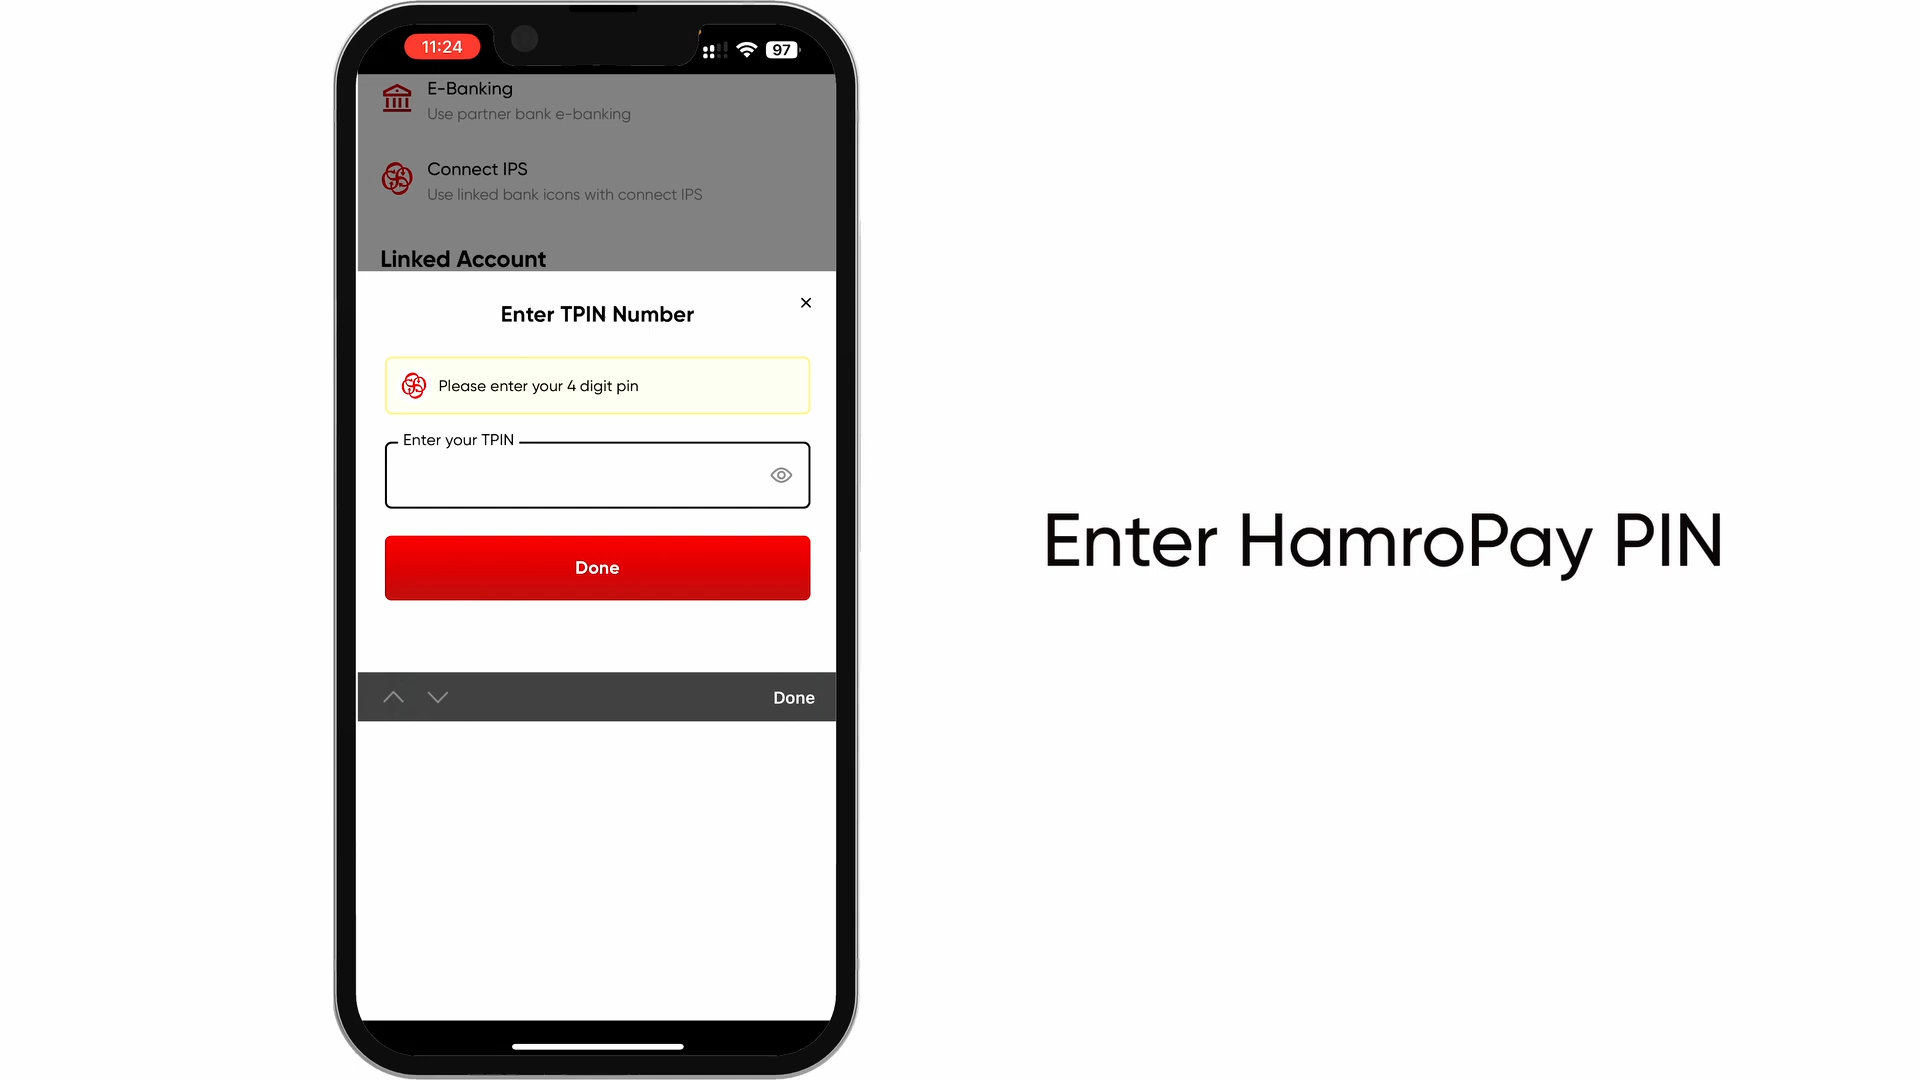 11:24
97
E-Banking
Use partner bank e-banking
Connect IPS
Use linked bank icons with connect IPS
Linked Account
Enter TPIN Number
Please enter your 4 digit pin
Enter your TPIN
Done
Done
Enter HamroPay PIN